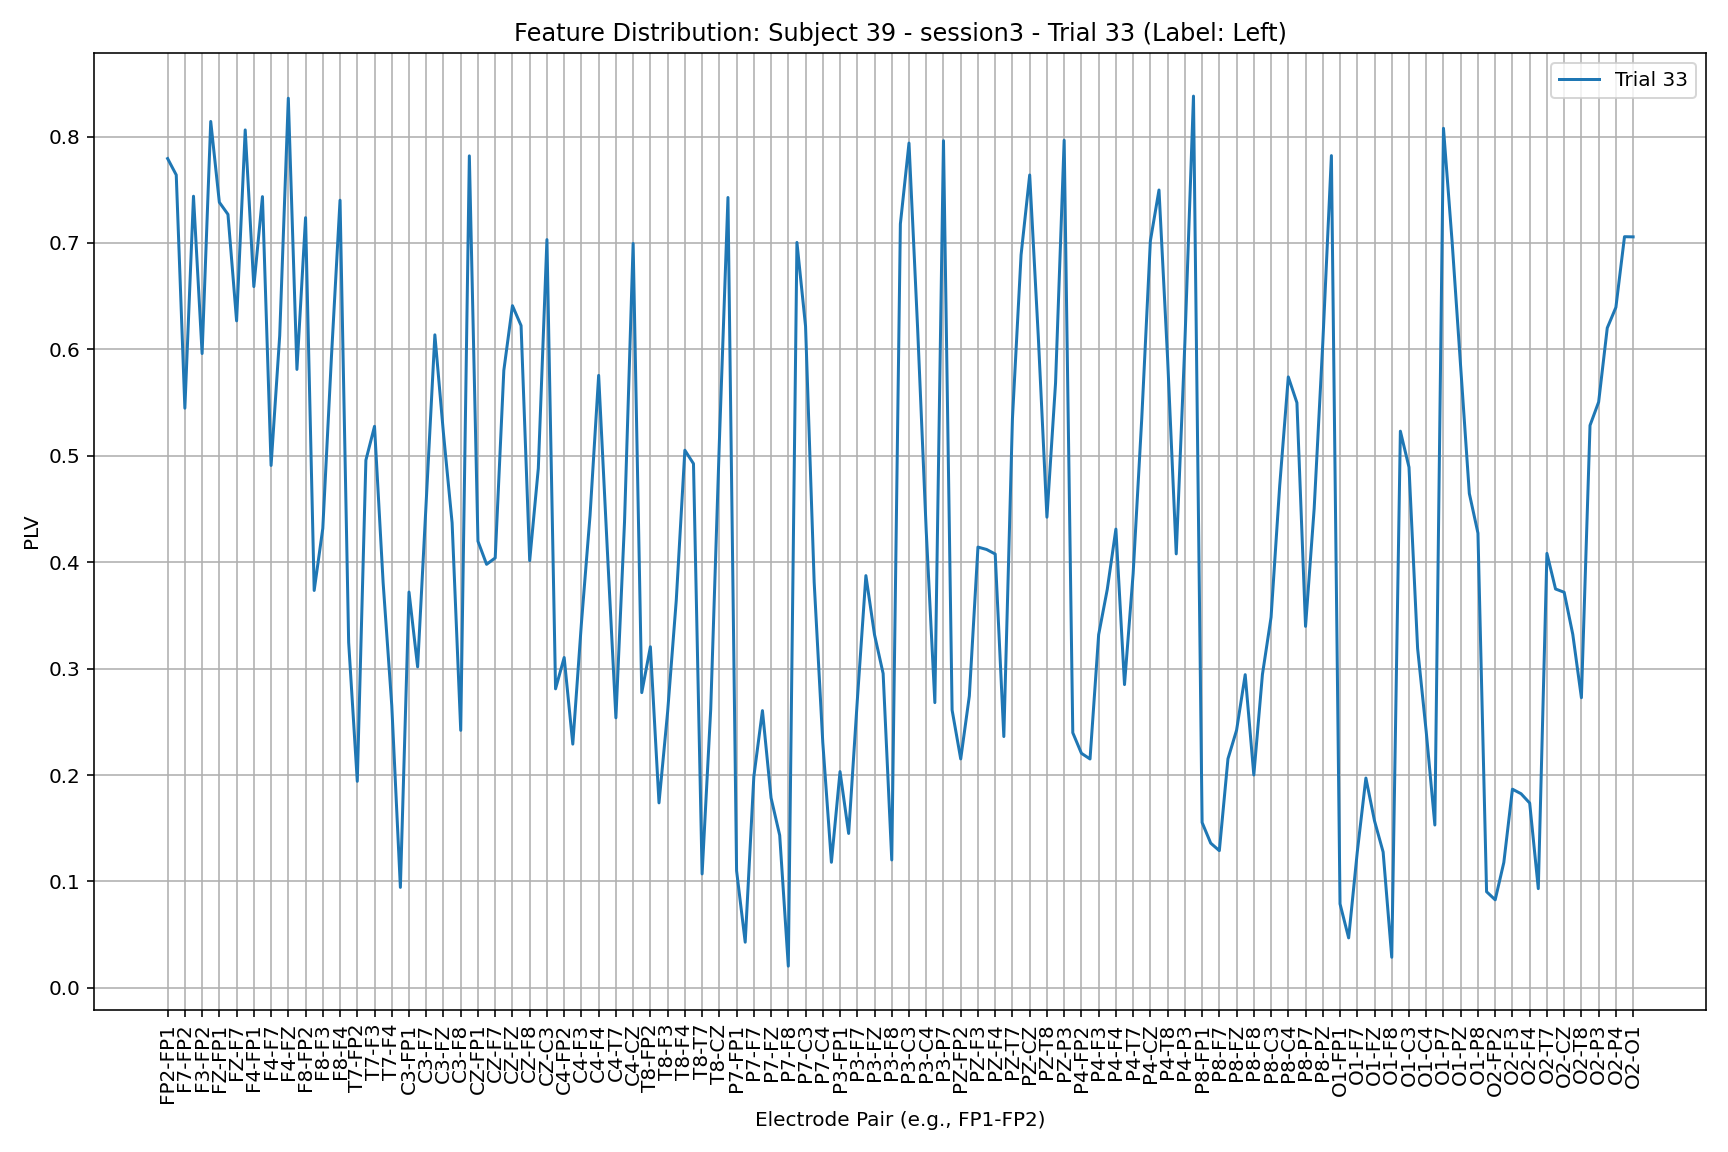 Feature Distribution: Subject 39 - session3 - Trial 33 (Label: Left)
Trial 33
PLV
0.8
0.7
0.6
0.5
0.4
0.3
0.2
0.1
0.0
FP2-FP1
F7-FP2
F3-FP2
FZ-FP1
FZ-F7
F4-FP1
F4-F7
F4-FZ
F8-FP2
F8-F3
F8-F4
T7-FP2
T7-F3
T7-F4
C3-FP1
C3-F7
C3-FZ
C3-F8
CZ-FP1
CZ-F7
CZ-FZ
CZ-F8
CZ-C3
C4-FP2
C4-F3
C4-F4
C4-T7
C4-CZ
T8-FP2
T8-F3
T8-F4
T8-T7
T8-CZ
P7-FP1
P7-F7
P7-FZ
P7-F8
P7-C3
P7-C4
P3-FP1
P3-F7
P3-FZ
P3-F8
P3-C3
P3-C4
P3-P7
PZ-FP2
PZ-F3
PZ-F4
PZ-T7
PZ-CZ
PZ-T8
PZ-P3
P4-FP2
P4-F3
P4-F4
P4-T7
P4-CZ
P4-T8
P4-P3
P8-FP1
P8-F7
P8-FZ
P8-F8
P8-C3
P8-C4
P8-P7
P8-PZ
O1-FP1
O1-F7
O1-FZ
O1-F8
O1-C3
O1-C4
O1-P7
O1-PZ
O1-P8
O2-FP2
O2-F3
O2-F4
O2-T7
O2-CZ
O2-T8
O2-P3
O2-P4
O2-O1
Electrode Pair (e.g., FP1-FP2)